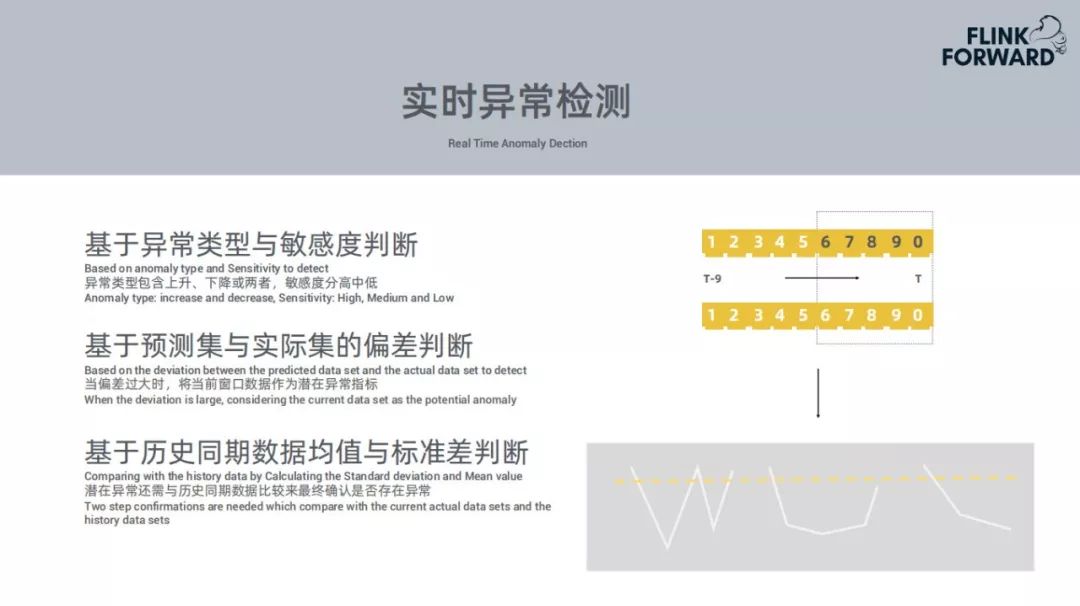 FLINK
FORWARD
实时异常检测
Real Time Anomaly Dection
基于异常类型与敏感度判断
Based on anomaly type and Sensitivity to detect
异常类型包含上升、下降或两者，敏感度分高中低
Anomaly type: increase and decrease, Sensitivity: High, Medium and Low
基于预测集与实际集的偏差判断
Based on the deviation between the predicted data set and the actual data set to detect
当偏差过大时，将当前窗口数据作为潜在异常指标
When the deviation is large, considering the current data set as the potential anomaly
基于历史同期数据均值与标准差判断
Comparing with the history data by Calculating the Standard deviation and Mean value
潜在异常还需与历史同期数据比较来最终确认是否存在异常
Two step confirmations are needed which compare with the current actual data sets and the
history data sets
1 2 3 4 5 6 7 8 9 0
T-9 T
1 2 3 4 5 6 7 8 9 0